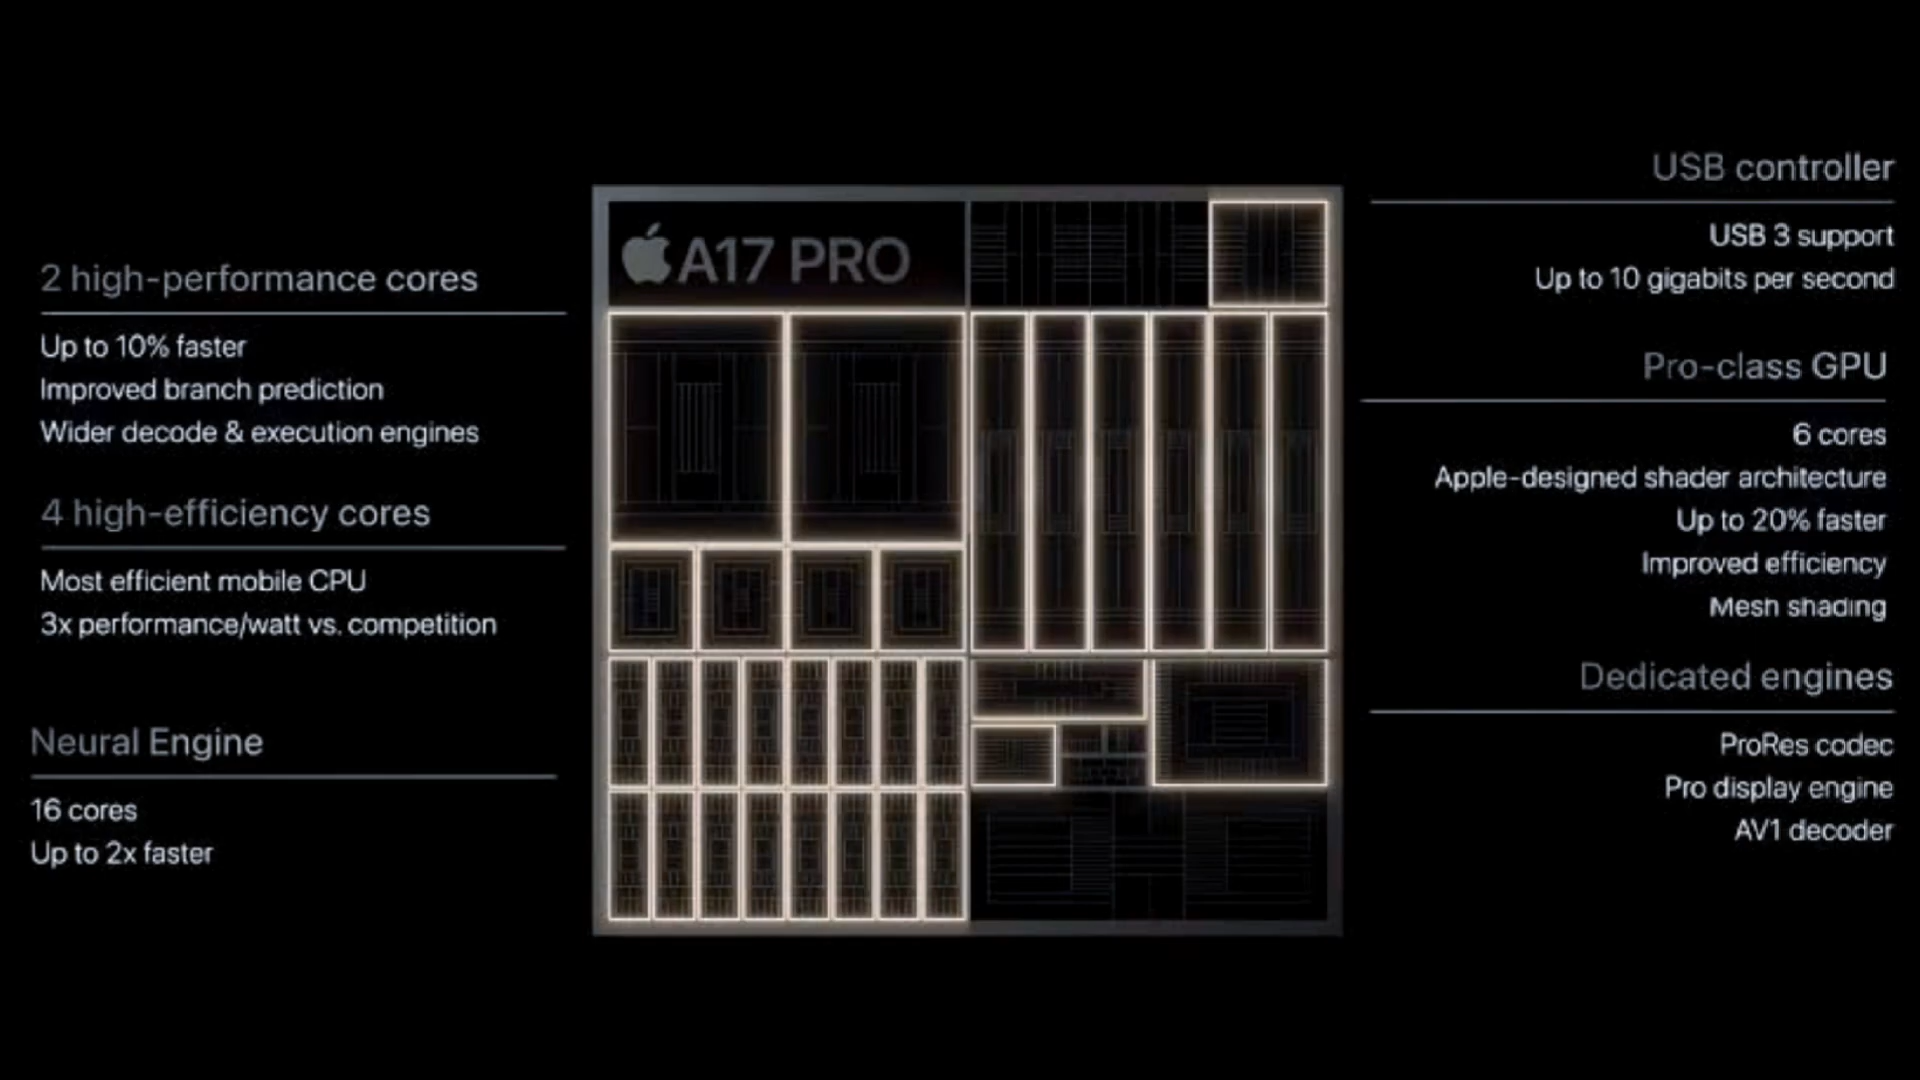 A17 PRO
2 high-performance cores
Up to 10% faster
Improved branch prediction
Wider decode & execution engines
4 high-efficiency cores
Most efficient mobile CPU
3x performance/watt vs. competition
Neural Engine
16 cores
Up to 2x faster
USB controller
USB 3 support
Up to 10 gigabits per second
Pro-class GPU
6 cores
Apple-designed shader architecture
Up to 20% faster
Improved efficiency
Mesh shading
Dedicated engines
ProRes codec
Pro display engine
AV1 decoder